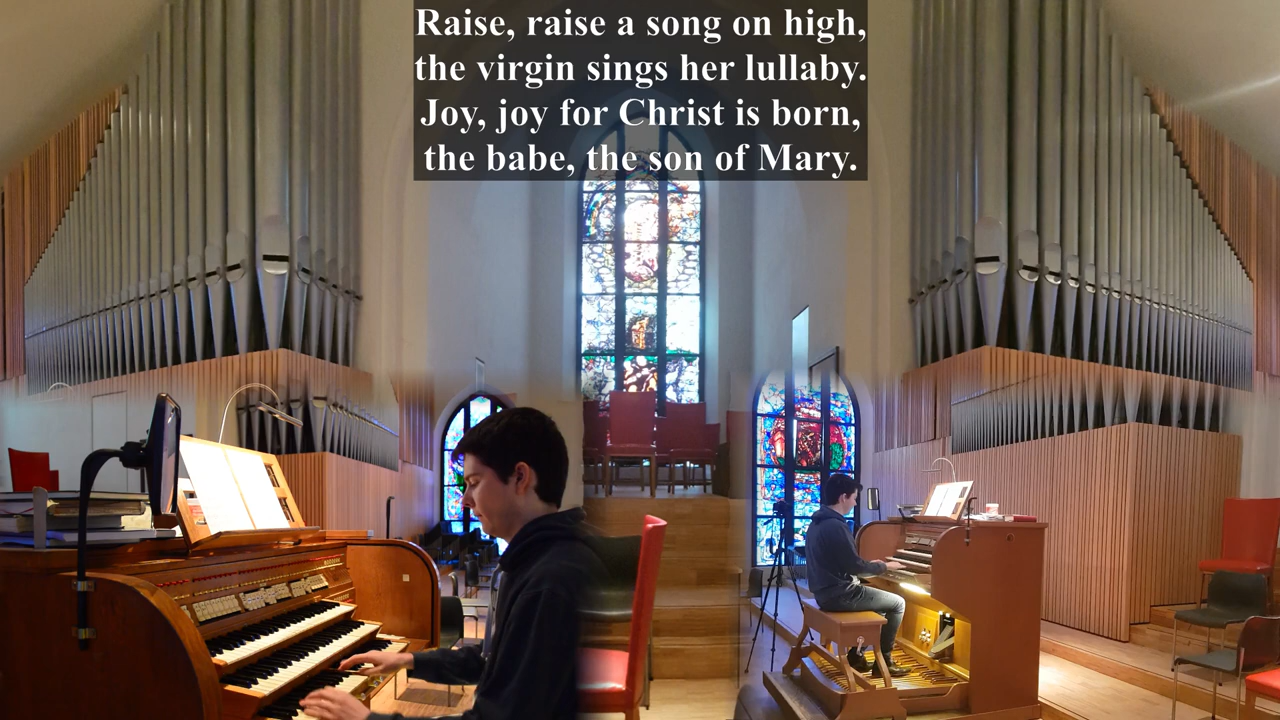 Raise, raise a song on high,
the virgin sings her lullaby.
Joy, joy for Christ is born,
the babe, the son of Mary.